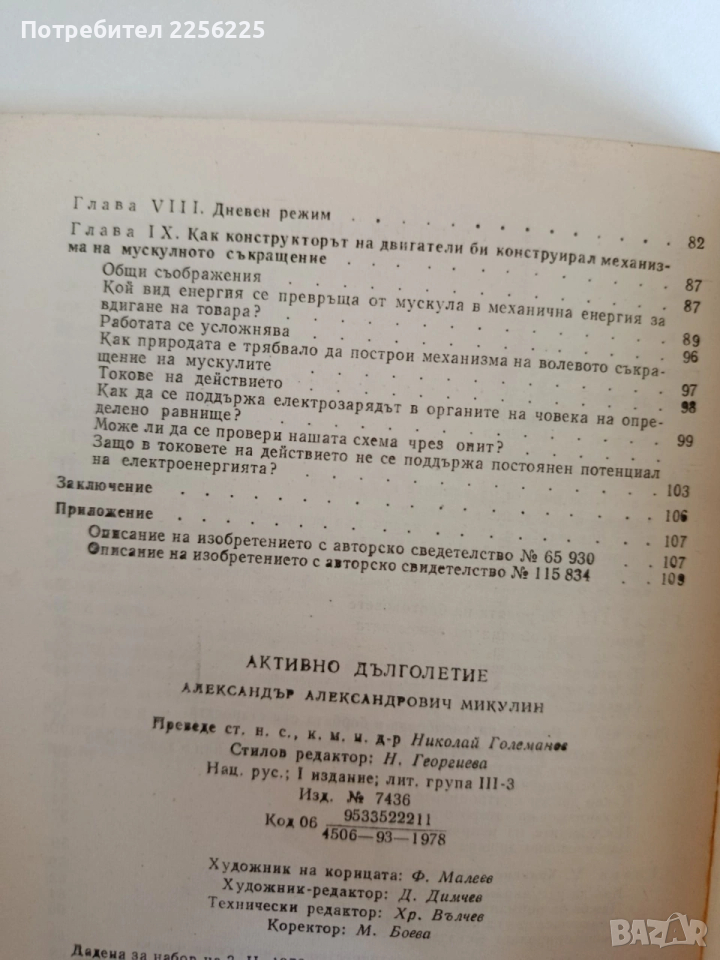 Потребител 2256225
Глава VIII. Дневен режим . . . . . . . . . . . . 82
Глава IX. Как конструкторът на двигатели би конструирал механиз-
ма на мускулното съкращение . . . . . . . . . . 87
Общи съображения . . . . . . . . . . . . 87
Кой вид енергия се превръща от мускула в механична енергия за
вдигане на товара? . . . . . . . . . . . . 89
Работата се усложнява . . . . . . . . . . . . 96
Как природата е трябвало да построи механизма на волевото съкра-
щение на мускулите . . . . . . . . . . . . 97
Токове на действието . . . . . . . . . . . . 98
Как да се поддържа електрозарядът в органите на човека на опре-
делено равнище? . . . . . . . . . . . . 99
Може ли да се провери нашата схема чрез опит? . . . . .
Защо в токовете на действието не се поддържа постоянен потенциал
на електроенергията? . . . . . . . . . . . . 103
Заключение . . . . . . . . . . . . 106
Приложение . . . . . . . . . . . . 107
Описание на изобретението с авторско сведетелство № 65 930 . . 107
Описание на изобретението с авторско свидетелство № 115 834 . . 109
АКТИВНО ДЪЛГОЛЕТИЕ
АЛЕКСАНДЪР АЛЕКСАНДРОВИЧ МИКУЛИН
Преведе ст. н. с., к. м. н. д-р Николай Големанов
Стилов редактор: Н. Георгиева
Нац. рус.; I издание; лит. група III-3
Изд. № 7436
Код 06 9533522211
4506—93—1978
Художник на корицата: Ф. Малеев
Художник-редактор: Д. Димчев
Технически редактор: Хр. Вълчев
Коректор: М. Боева
Дадена за набор на
BAZAR